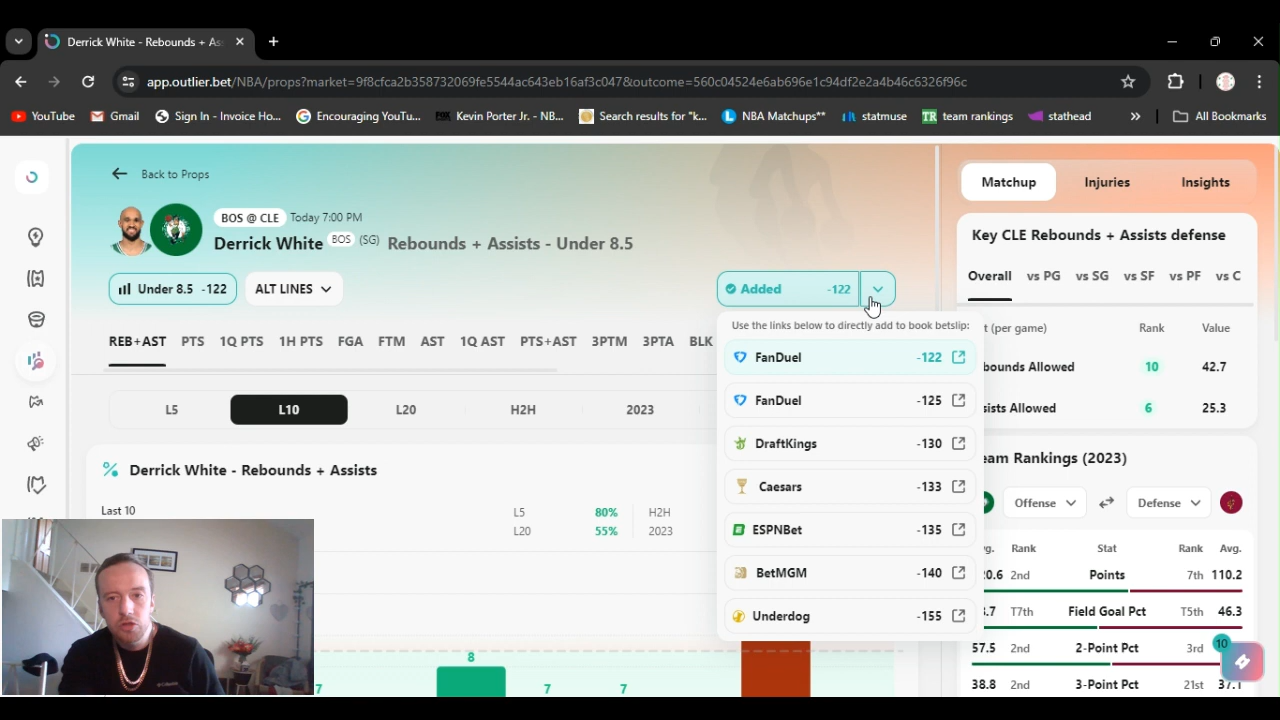 Derrick White - Rebounds + As
app.outlier.bet/NBA/props?market=9f8cfca2b358732069fe5544ac643eb16af3c047&outcome=560c04524e6ab696e1c94df2e2a4b46c6326f96c
YouTube Gmail Sign In - Invoice Ho... Encouraging YouTu... Kevin Porter Jr. - NB... Search results for "k... NBA Matchups** statmuse TR team rankings stathead » All Bookmarks
Back to Props
BOS @ CLE Today 7:00 PM
Derrick White BOS (SG) Rebounds + Assists - Under 8.5
Under 8.5 -122 ALT LINES Added -122
REB+AST PTS 1Q PTS 1H PTS FGA FTM AST 1Q AST PTS+AST 3PTM 3PTA BLK
L5 L10 L20 H2H 2023
Derrick White - Rebounds + Assists
Last 10
L5 80% H2H
L20 55% 2023
8
7
7
7
Use the links below to directly add to book betslip:
FanDuel -122
FanDuel -125
DraftKings -130
Caesars -133
ESPNBet -135
BetMGM -140
Underdog -155
Matchup Injuries Insights
Key CLE Rebounds + Assists defense
Overall vs PG vs SG vs SF vs PF vs C
t (per game) Rank Value
bounds Allowed 10 42.7
sists Allowed 6 25.3
eam Rankings (2023)
Offense Defense
g. Rank Stat Rank Avg.
0.6 2nd Points 7th 110.2
.7 T7th Field Goal Pct T5th 46.3
57.5 2nd 2-Point Pct 3rd
10
38.8 2nd 3-Point Pct 21st 37.1